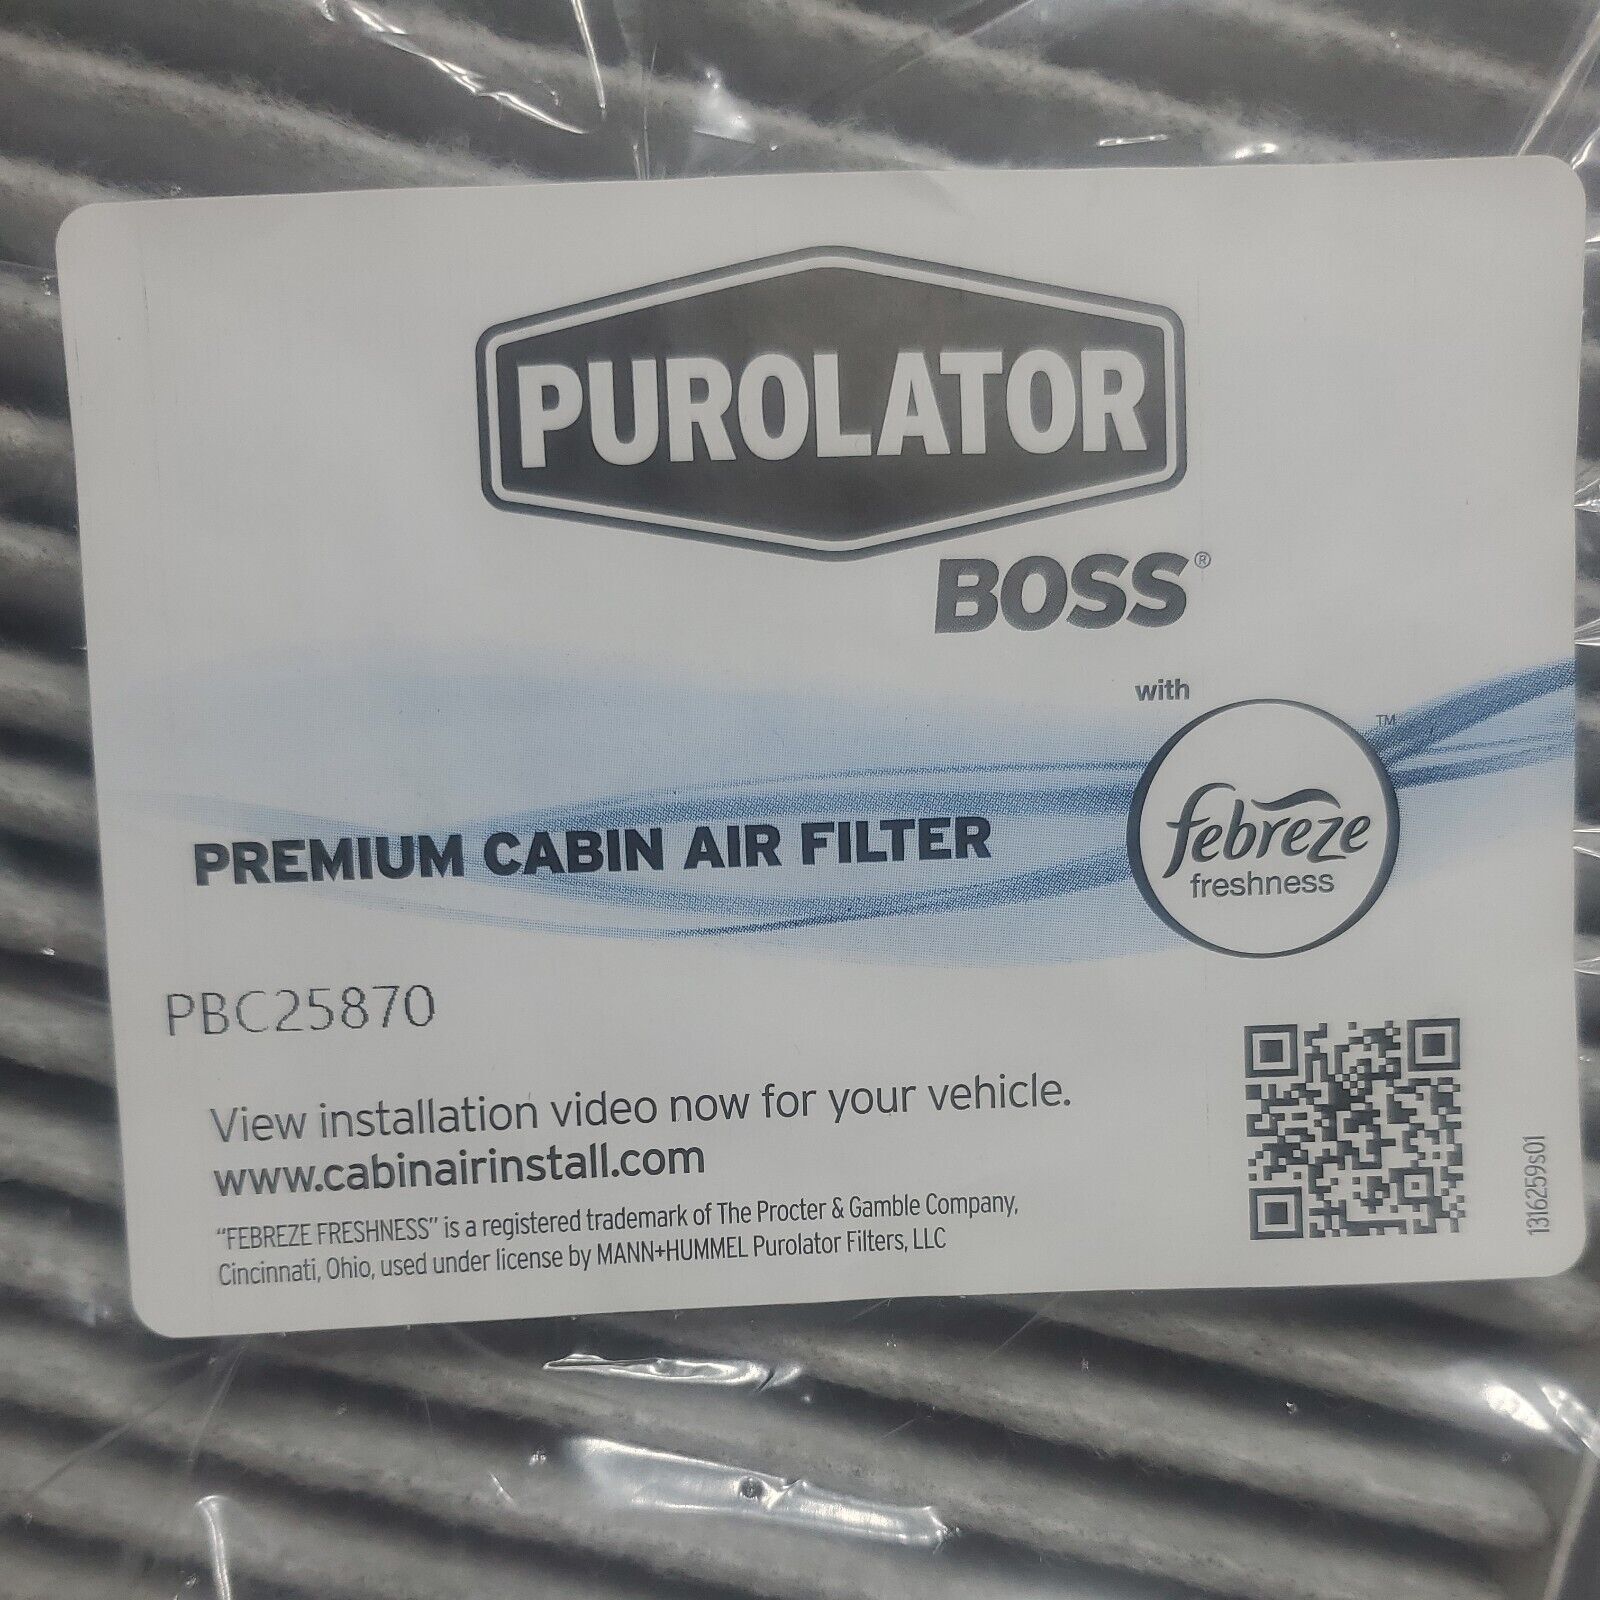 PUROLATOR
BOSS®
with
™
febreze
freshness
PREMIUM CABIN AIR FILTER
PBC25870
View installation video now for your vehicle.
www.cabinairinstall.com
“FEBREZE FRESHNESS” is a registered trademark of The Procter & Gamble Company,
Cincinnati, Ohio, used under license by MANN+HUMMEL Purolator Filters, LLC
1316259s01